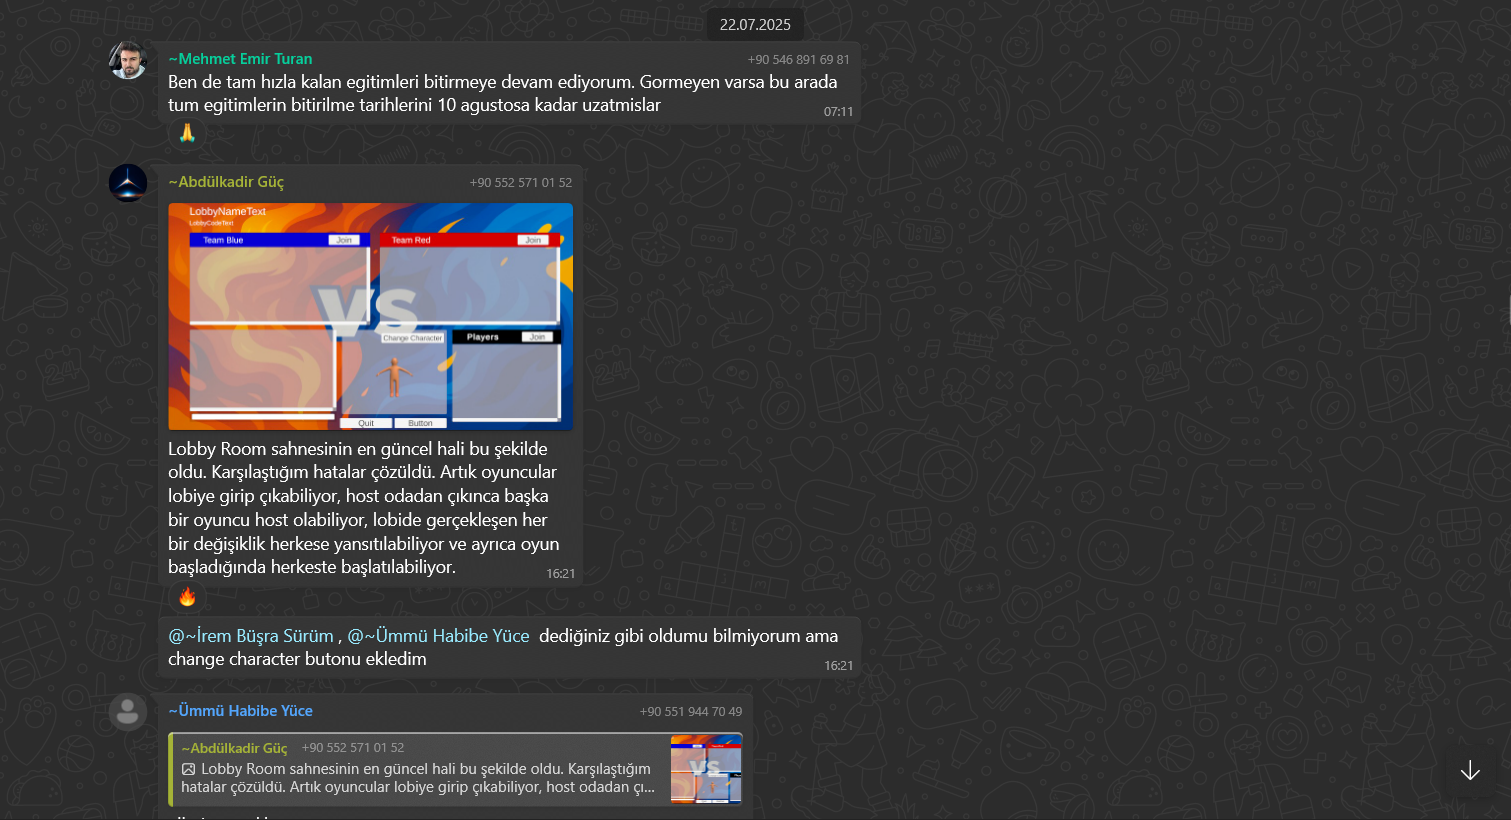 22.07.2025
~Mehmet Emir Turan +90 546 891 69 81
Ben de tam hızla kalan egitimleri bitirmeye devam ediyorum. Gormeyen varsa bu arada
tum egitimlerin bitirilme tarihlerini 10 agustosa kadar uzatmislar
07:11
~Abdülkadir Güç +90 552 571 01 52
LobbyNameText
LobbyCodeText
Team Blue Join Team Red Join
VS
Change Character Players Join
Quit Button
Lobby Room sahnesinin en güncel hali bu şekilde
oldu. Karşılaştığım hatalar çözüldü. Artık oyuncular
lobiye girip çıkabiliyor, host odadan çıkınca başka
bir oyuncu host olabiliyor, lobide gerçekleşen her
bir değişiklik herkese yansıtılabiliyor ve ayrıca oyun
başladığında herkeste başlatılabiliyor.
16:21
@~İrem Büşra Sürüm , @~Ümmü Habibe Yüce dediğiniz gibi oldumu bilmiyorum ama
change character butonu ekledim
16:21
~Ümmü Habibe Yüce +90 551 944 70 49
~Abdülkadir Güç +90 552 571 01 52
Lobby Room sahnesinin en güncel hali bu şekilde oldu. Karşılaştığım
hatalar çözüldü. Artık oyuncular lobiye girip çıkabiliyor, host odadan çı...
VS